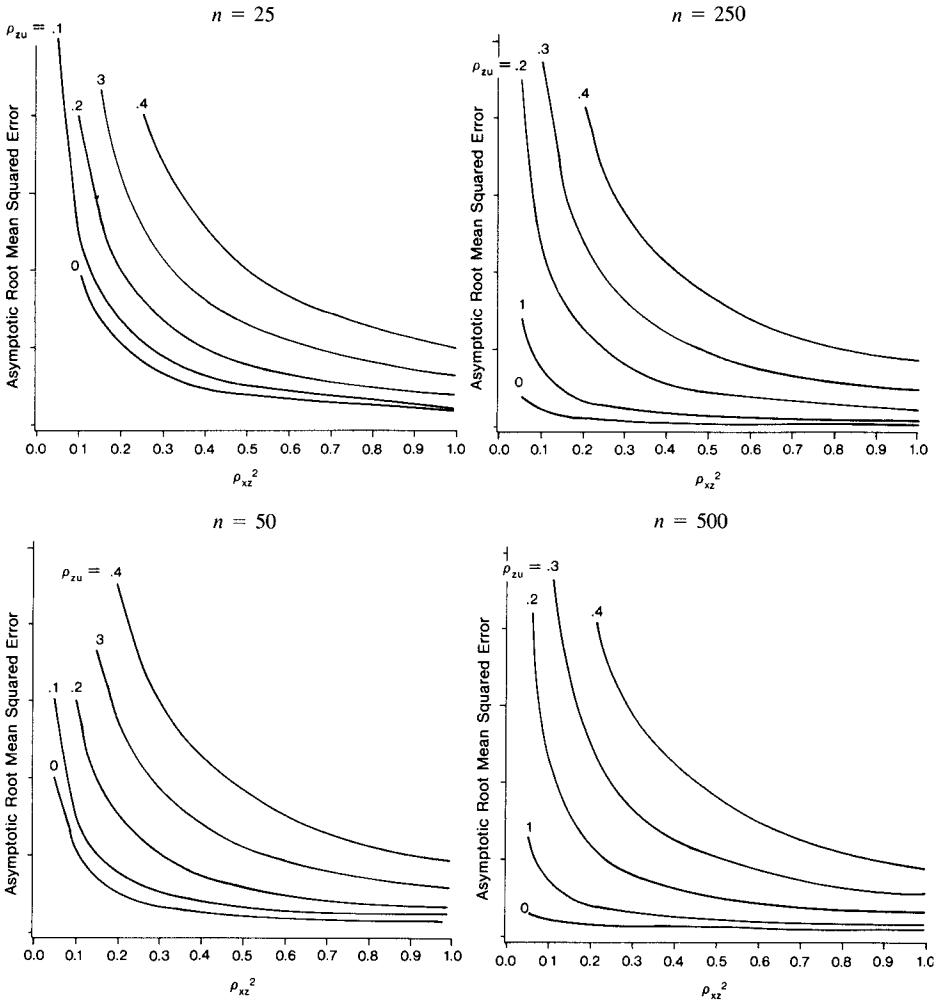 n = 25
ρzu = .1
.2
3
.4
0
Asymptotic Root Mean Squared Error
0.0 0 1 0.2 0.3 0.4 0.5 0.6 0.7 0.8 0.9 1.0
ρxz²
n = 250
ρzu = .2
.3
.4
1
0
Asymptotic Root Mean Squared Error
0.0 0.1 0.2 0.3 0.4 0.5 0.6 0.7 0.8 0.9 1.0
ρxz²
n = 50
ρzu = .4
3
.1
.2
0
Asymptotic Root Mean Squared Error
0.0 0.1 0.2 0.3 0.4 0.5 0.6 0.7 0.8 0.9 1.0
ρxz²
n = 500
ρzu = .3
.2
.4
1
0
Asymptotic Root Mean Squared Error
0.0 0 1 0.2 0.3 0.4 0.5 0.6 0.7 0.8 0.9 1.0
ρxz²